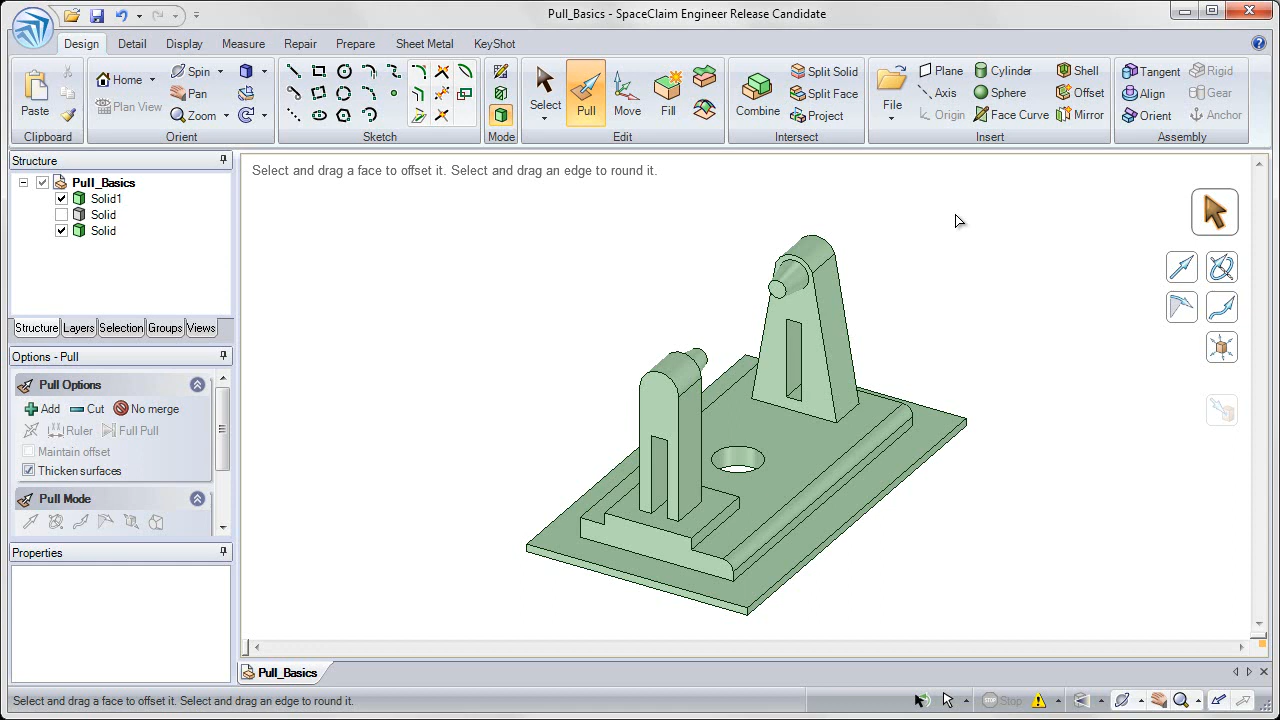 Pull_Basics - SpaceClaim Engineer Release Candidate
Design Detail Display Measure Repair Prepare Sheet Metal KeyShot
Paste
Clipboard
Home
Plan View
Spin
Pan
Zoom
Orient
Sketch
Mode
Select
Pull
Move
Fill
Edit
Combine
Split Solid
Split Face
Project
Intersect
File
Plane
Axis
Origin
Cylinder
Sphere
Face Curve
Shell
Offset
Mirror
Insert
Tangent
Align
Orient
Rigid
Gear
Anchor
Assembly
Structure
Pull_Basics
Solid1
Solid
Solid
Structure Layers Selection Groups Views
Options - Pull
Pull Options
Add Cut No merge
Ruler Full Pull
Maintain offset
Thicken surfaces
Pull Mode
Properties
Select and drag a face to offset it. Select and drag an edge to round it.
Pull_Basics
Select and drag a face to offset it. Select and drag an edge to round it.
Stop